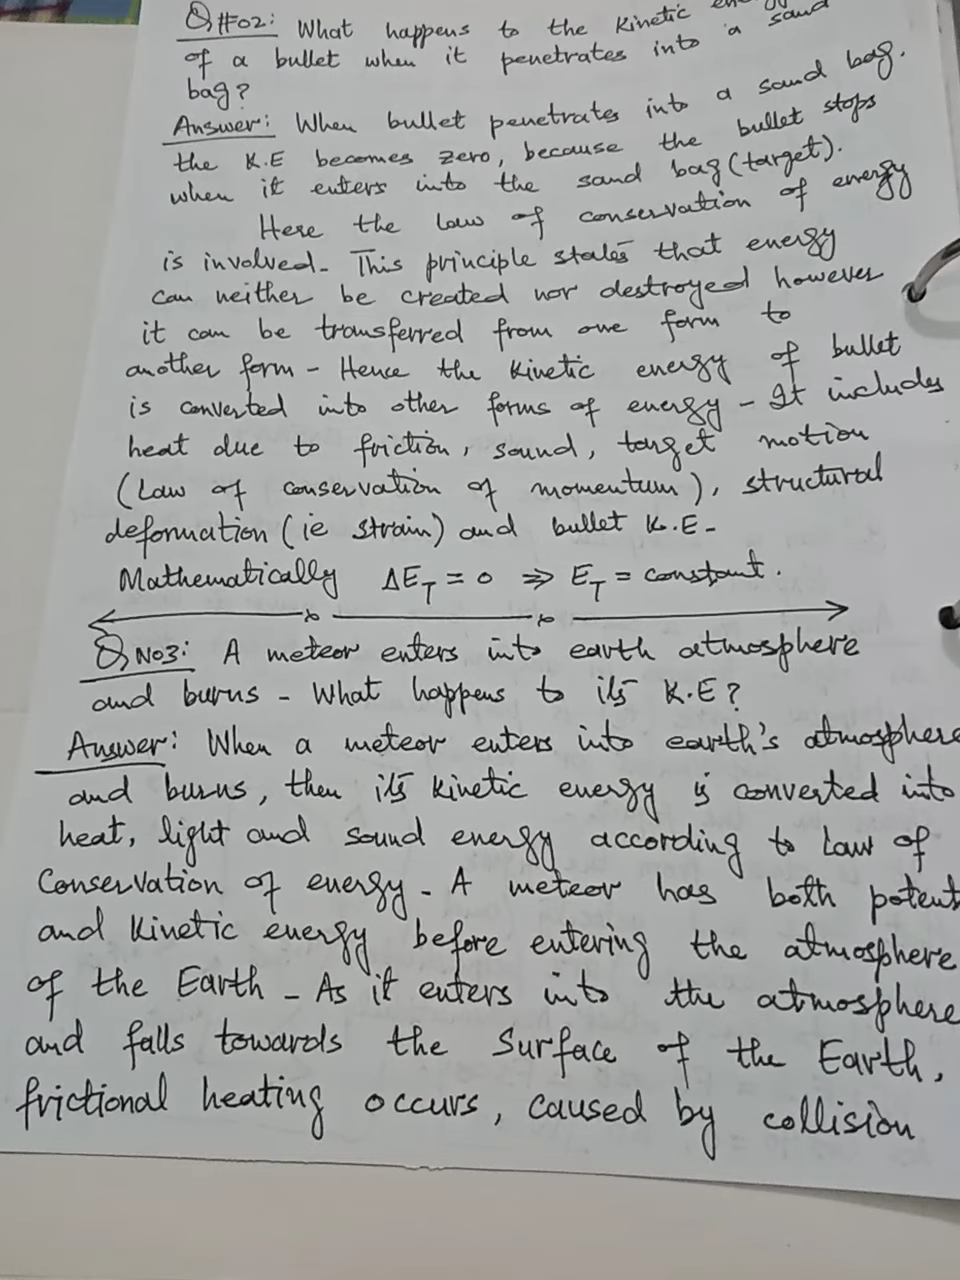 Q#02: What happens to the Kinetic
of a bullet when it penetrates into a sand
bag?
Answer: When bullet penetrates into a sand bag.
the K.E becomes zero, because the bullet stops
when it enters into the sand bag (target).
Here the law of conservation of energy
is involved- This principle states that energy
can neither be created nor destroyed however
it can be transferred from one form to
another form - Hence the Kinetic energy of bullet
is converted into other forms of energy - It includes
heat due to friction, sound, target motion
(Law of conservation of momentum), structural
deformation (ie strain) and bullet K.E-
Mathematically ΔE_T = 0 ⇒ E_T = constant.
Q No3: A meteor enters into earth atmosphere
and burns - What happens to its K.E?
Answer: When a meteor enters into earth's atmosphere
and burns, then its Kinetic energy is converted into
heat, light and sound energy according to Law of
Conservation of energy - A meteor has both potent
and Kinetic energy before entering the atmosphere
of the Earth - As it enters into the atmosphere
and falls towards the Surface of the Earth,
frictional heating occurs, caused by collision